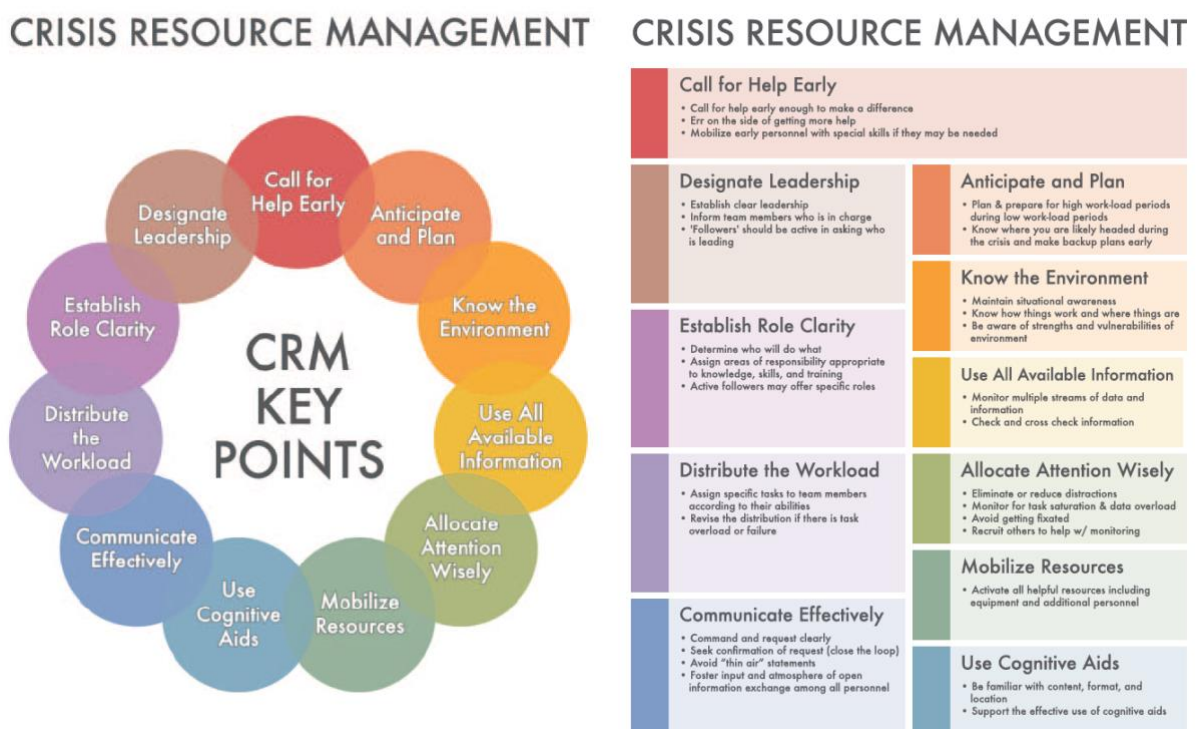 CRISIS RESOURCE MANAGEMENT
Call for
Help Early
Anticipate
and Plan
Know the
Environment
Use All
Available
Information
Allocate
Attention
Wisely
Mobilize
Resources
Use
Cognitive
Aids
Communicate
Effectively
Distribute
the
Workload
Establish
Role Clarity
Designate
Leadership
CRM
KEY
POINTS
CRISIS RESOURCE MANAGEMENT
Call for Help Early
• Call for help early enough to make a difference
• Err on the side of getting more help
• Mobilize early personnel with special skills if they may be needed
Designate Leadership
• Establish clear leadership
• Inform team members who is in charge
• 'Followers' should be active in asking who
is leading
Establish Role Clarity
• Determine who will do what
• Assign areas of responsibility appropriate
to knowledge, skills, and training
• Active followers may offer specific roles
Distribute the Workload
• Assign specific tasks to team members
according to their abilities
• Revise the distribution if there is task
overload or failure
Communicate Effectively
• Command and request clearly
• Seek confirmation of request (close the loop)
• Avoid “thin air” statements
• Foster input and atmosphere of open
information exchange among all personnel
Anticipate and Plan
• Plan & prepare for high work-load periods
during low work-load periods
• Know where you are likely headed during
the crisis and make backup plans early
Know the Environment
• Maintain situational awareness
• Know how things work and where things are
• Be aware of strengths and vulnerabilities of
environment
Use All Available Information
• Monitor multiple streams of data and
information
• Check and cross check information
Allocate Attention Wisely
• Eliminate or reduce distractions
• Monitor for task saturation & data overload
• Avoid getting fixated
• Recruit others to help w/ monitoring
Mobilize Resources
• Activate all helpful resources including
equipment and additional personnel
Use Cognitive Aids
• Be familiar with content, format, and
location
• Support the effective use of cognitive aids